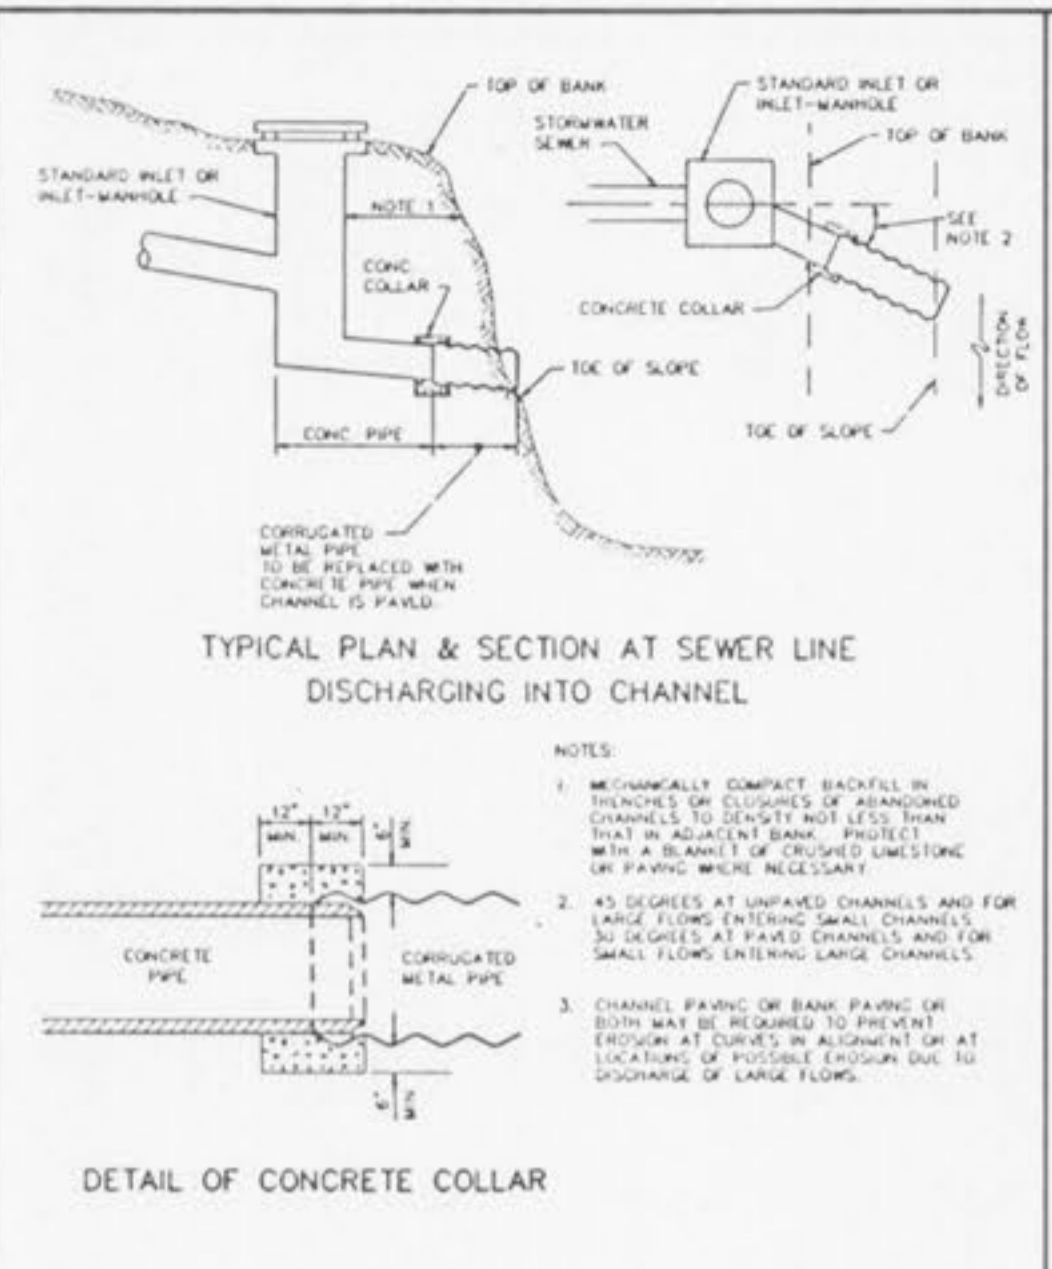 TOP OF BANK
STANDARD INLET OR
INLET-MANHOLE
STORMWATER
SEWER
TOP OF BANK
STANDARD INLET OR
INLET-MANHOLE
NOTE 1
SEE
NOTE 2
CONC
COLLAR
CONCRETE COLLAR
TOE OF SLOPE
DIRECTION
OF FLOW
CONC. PIPE
TOE OF SLOPE
CORRUGATED
METAL PIPE
TO BE REPLACED WITH
CONCRETE PIPE WHEN
CHANNEL IS PAVED.
TYPICAL PLAN & SECTION AT SEWER LINE
DISCHARGING INTO CHANNEL
NOTES:
1. MECHANICALLY COMPACT BACKFILL IN
TRENCHES OR CLOSURES OF ABANDONED
CHANNELS TO DENSITY NOT LESS THAN
THAT IN ADJACENT BANK. PROTECT
WITH A BLANKET OF CRUSHED LIMESTONE
OR PAVING WHERE NECESSARY.
2. 45 DEGREES AT UNPAVED CHANNELS AND FOR
LARGE FLOWS ENTERING SMALL CHANNELS.
30 DEGREES AT PAVED CHANNELS AND FOR
SMALL FLOWS ENTERING LARGE CHANNELS.
3. CHANNEL PAVING OR BANK PAVING OR
BOTH MAY BE REQUIRED TO PREVENT
EROSION AT CURVES IN ALIGNMENT OR AT
LOCATIONS OF POSSIBLE EROSION DUE TO
DISCHARGE OF LARGE FLOWS.
12" 12"
MIN. MIN.
6"
MIN.
CONCRETE
PIPE
CORRUGATED
METAL PIPE
6"
MIN.
DETAIL OF CONCRETE COLLAR